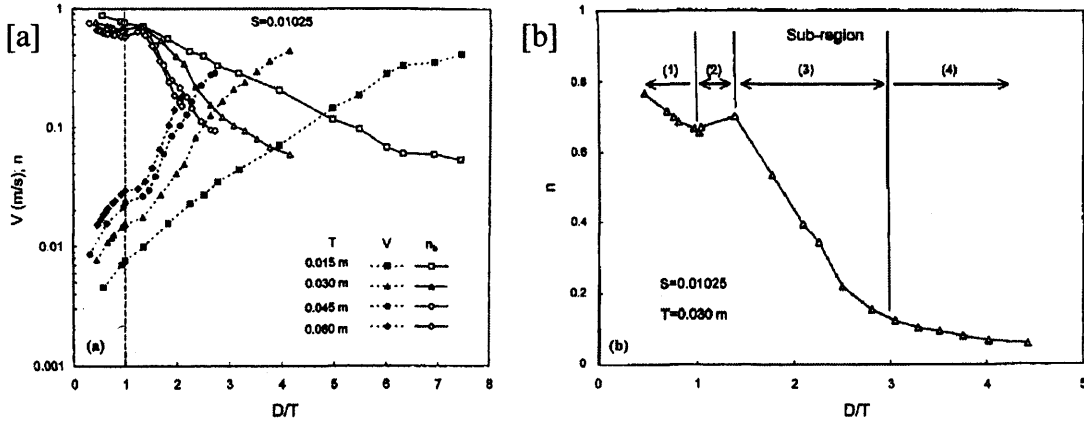 [a]
S=0.01025
V (m/s); n
1
0.1
0.01
0.001
T V n_b
0.015 m
0.030 m
0.045 m
0.060 m
(a)
0 1 2 3 4 5 6 7 8
D/T
[b]
Sub-region
(1) (2) (3) (4)
n
1
0.8
0.6
0.4
0.2
0
S=0.01025
T=0.030 m
(b)
0 1 2 3 4 5
D/T